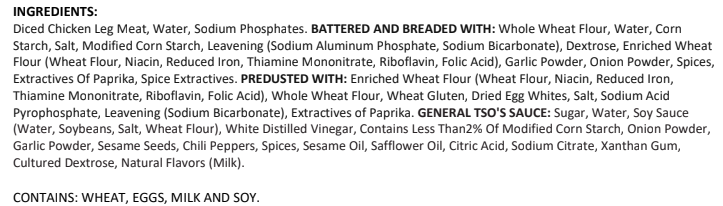 INGREDIENTS:
Diced Chicken Leg Meat, Water, Sodium Phosphates. BATTERED AND BREADED WITH: Whole Wheat Flour, Water, Corn
Starch, Salt, Modified Corn Starch, Leavening (Sodium Aluminum Phosphate, Sodium Bicarbonate), Dextrose, Enriched Wheat
Flour (Wheat Flour, Niacin, Reduced Iron, Thiamine Mononitrate, Riboflavin, Folic Acid), Garlic Powder, Onion Powder, Spices,
Extractives Of Paprika, Spice Extractives. PREDUSTED WITH: Enriched Wheat Flour (Wheat Flour, Niacin, Reduced Iron,
Thiamine Mononitrate, Riboflavin, Folic Acid), Whole Wheat Flour, Wheat Gluten, Dried Egg Whites, Salt, Sodium Acid
Pyrophosphate, Leavening (Sodium Bicarbonate), Extractives of Paprika. GENERAL TSO'S SAUCE: Sugar, Water, Soy Sauce
(Water, Soybeans, Salt, Wheat Flour), White Distilled Vinegar, Contains Less Than2% Of Modified Corn Starch, Onion Powder,
Garlic Powder, Sesame Seeds, Chili Peppers, Spices, Sesame Oil, Safflower Oil, Citric Acid, Sodium Citrate, Xanthan Gum,
Cultured Dextrose, Natural Flavors (Milk).
CONTAINS: WHEAT, EGGS, MILK AND SOY.